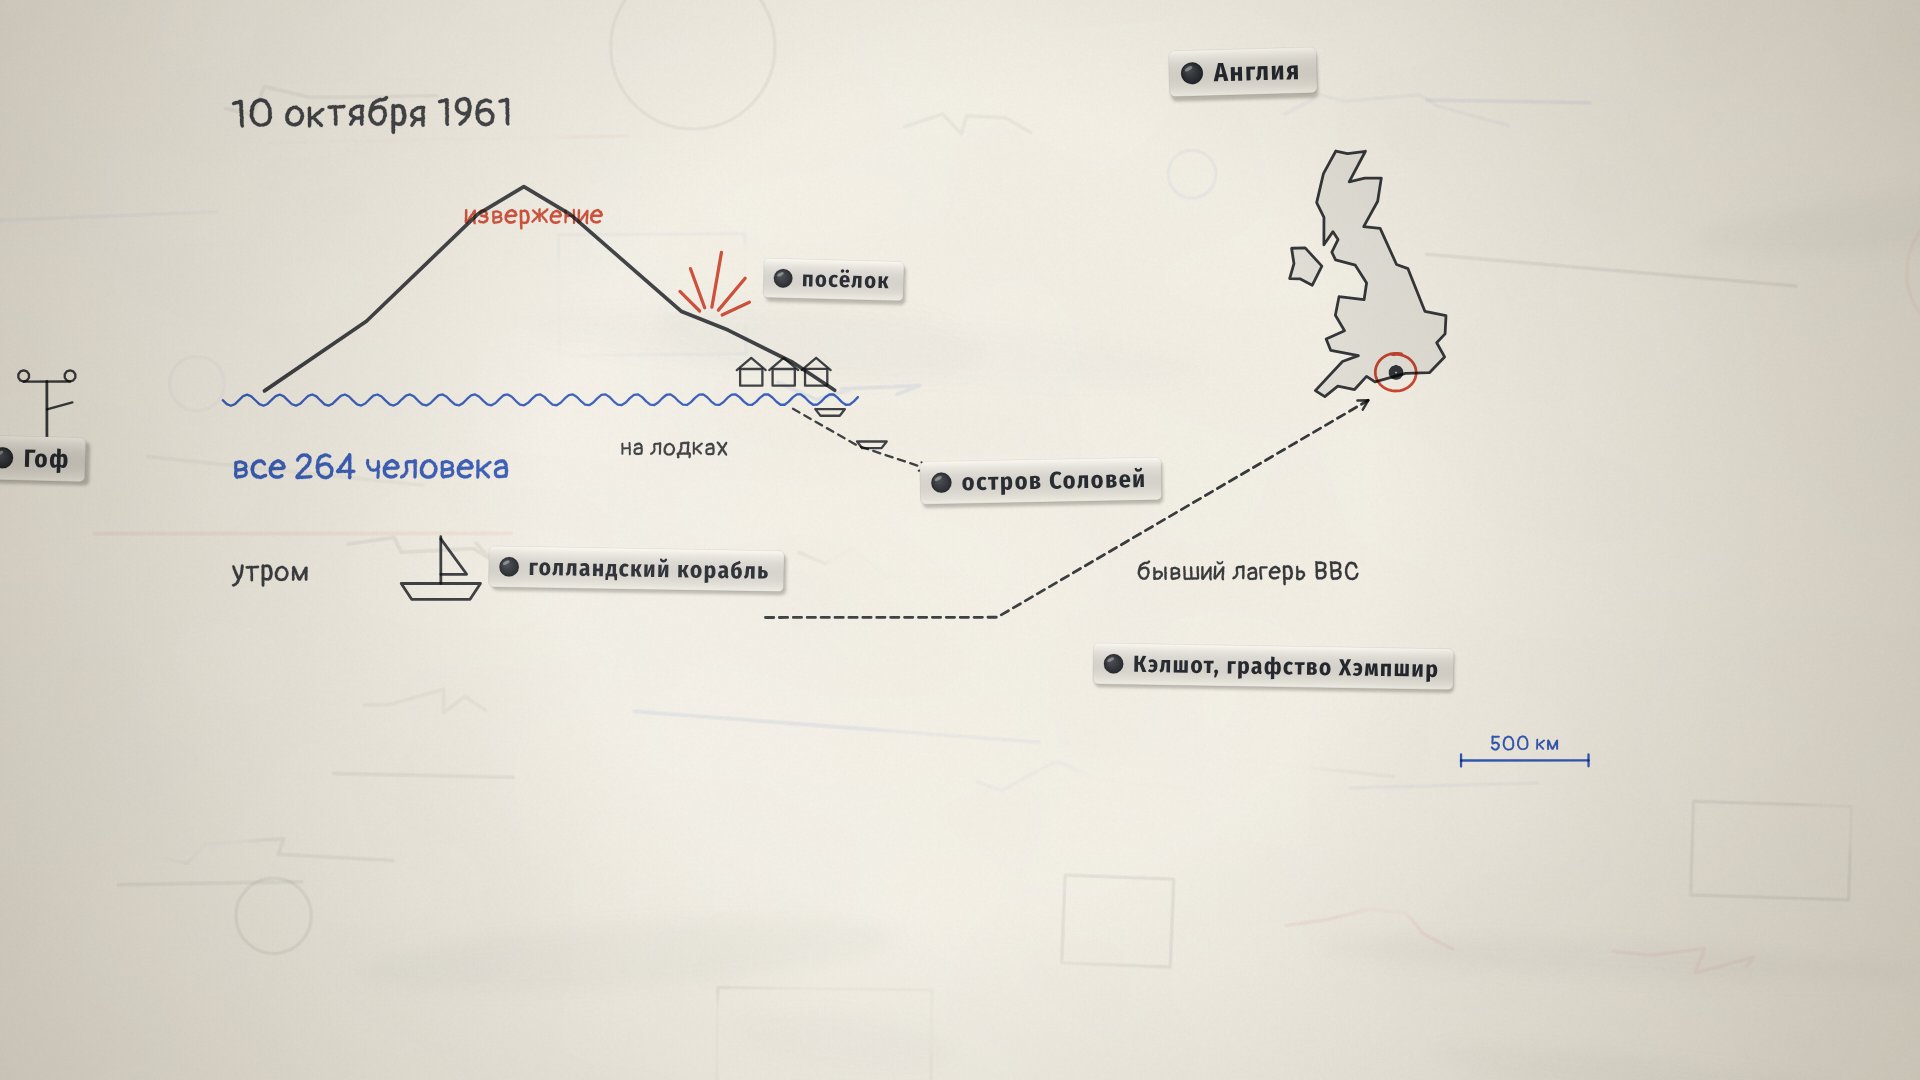 Англия
10 октября 1961
извержение
посёлок
Гоф
все 264 человека
на лодках
остров Соловей
утром
голландский корабль
бывший лагерь ВВС
Кэлшот, графство Хэмпшир
500 км